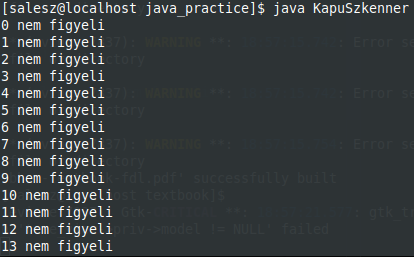 [salesz@localhost java_practice]$ java KapuSzkenner
0 nem figyeli
1 nem figyeli
2 nem figyeli
3 nem figyeli
4 nem figyeli
5 nem figyeli
6 nem figyeli
7 nem figyeli
8 nem figyeli
9 nem figyeli
10 nem figyeli
11 nem figyeli
12 nem figyeli
13 nem figyeli